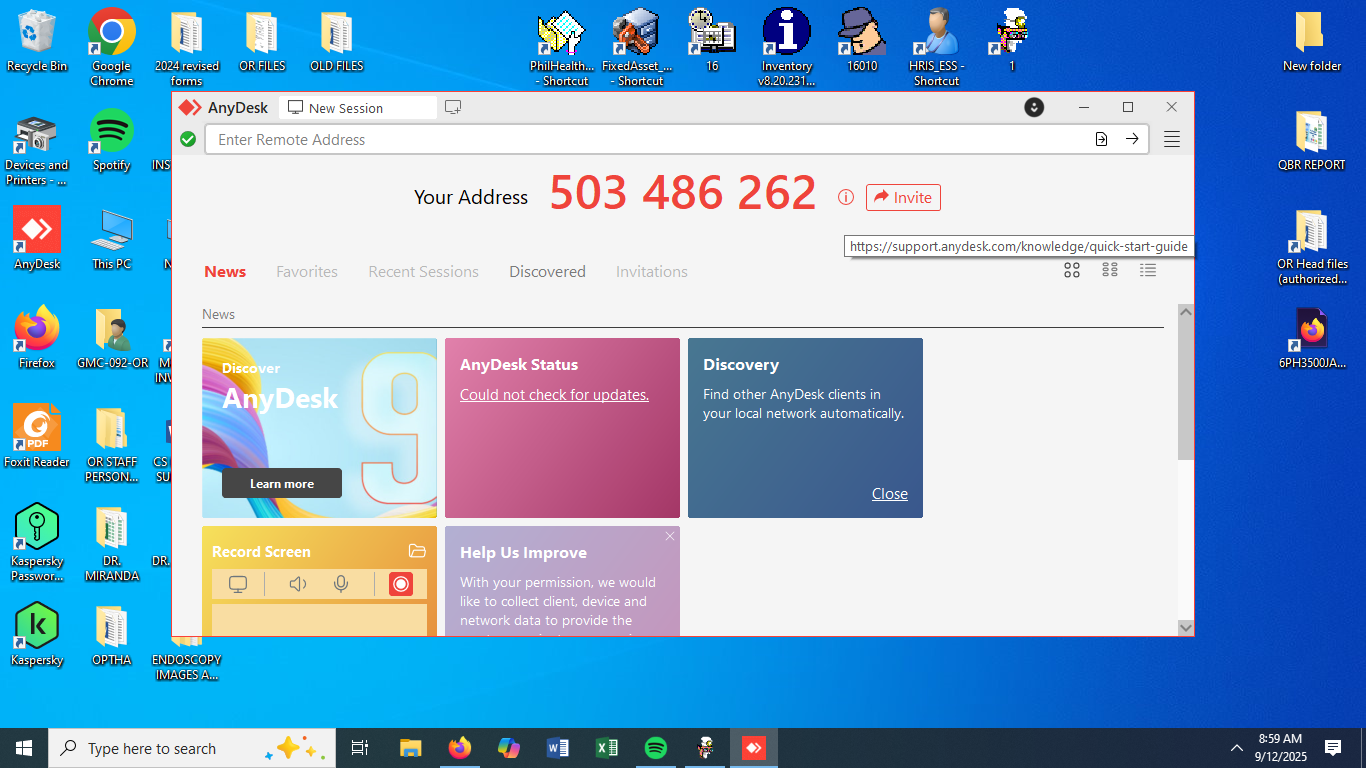 Recycle Bin
Google
Chrome
2024 revised
forms
OR FILES
OLD FILES
PhilHealth...
- Shortcut
FixedAsset_...
- Shortcut
16
Inventory
v8.20.231...
16010
HRIS_ESS -
Shortcut
1
New folder
AnyDesk
New Session
Enter Remote Address
Your Address
503 486 262
Invite
https://support.anydesk.com/knowledge/quick-start-guide
News
Favorites
Recent Sessions
Discovered
Invitations
News
Discover
AnyDesk
9
Learn more
AnyDesk Status
Could not check for updates.
Discovery
Find other AnyDesk clients in
your local network automatically.
Close
Record Screen
Help Us Improve
With your permission, we would
like to collect client, device and
network data to provide the
Devices and
Printers - ...
Spotify
INS
QBR REPORT
AnyDesk
This PC
N
OR Head files
(authorized...
Firefox
GMC-092-OR
M
INV
6PH3500JA...
PDF
Foxit Reader
OR STAFF
PERSON...
CS
SU
Kaspersky
Passwor...
DR.
MIRANDA
DR.
Kaspersky
OPTHA
ENDOSCOPY
IMAGES A...
Type here to search
8:59 AM
9/12/2025